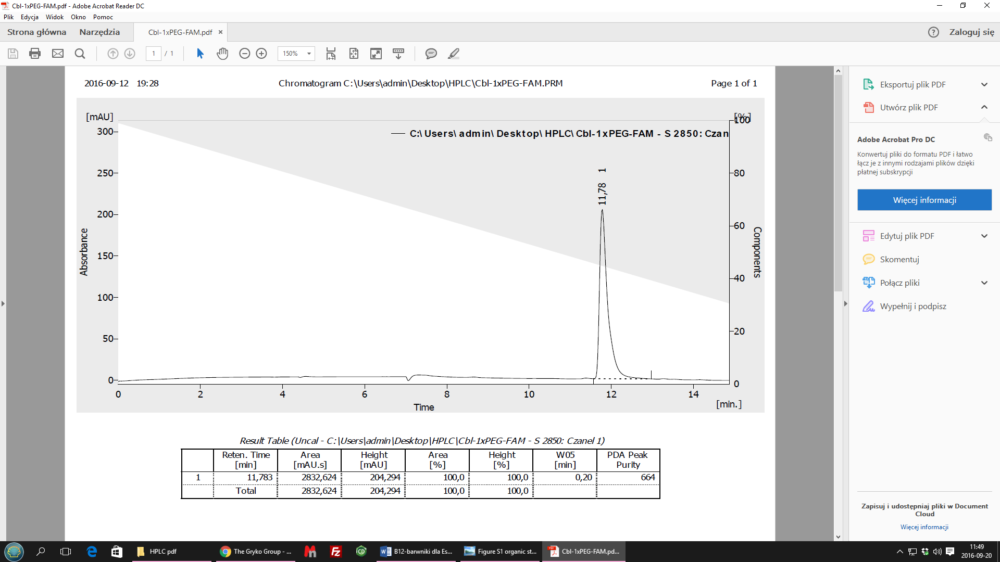 Cbl-1xPEG-FAM.pdf - Adobe Acrobat Reader DC
Plik Edycja Widok Okno Pomoc
Strona główna Narzędzia Cbl-1xPEG-FAM.pdf × ? Zaloguj się
1 / 1 150%
2016-09-12 19:28 Chromatogram C:\Users\admin\Desktop\HPLC\Cbl-1xPEG-FAM.PRM Page 1 of 1
[mAU] [%]
100
C:\Users\admin\Desktop\HPLC\Cbl-1xPEG-FAM - S 2850: Czan
300
250
200
150
100
50
0
Absorbance
11,78 1
80
60
40
20
0
Components
0 2 4 6 8 10 12 14
Time [min.]
Result Table (Uncal - C:\Users\admin\Desktop\HPLC\Cbl-1xPEG-FAM - S 2850: Czanel 1)
Reten. Time Area Height Area Height W05 PDA Peak
[min] [mAU.s] [mAU] [%] [%] [min] Purity
1 11,783 2832,624 204,294 100,0 100,0 0,20 664
Total 2832,624 204,294 100,0 100,0
Eksportuj plik PDF
Utwórz plik PDF
Adobe Acrobat Pro DC
Konwertuj pliki do formatu PDF i łatwo
łącz je z innymi rodzajami plików dzięki
płatnej subskrypcji
Więcej informacji
Edytuj plik PDF
Skomentuj
Połącz pliki
Wypełnij i podpisz
Zapisuj i udostępniaj pliki w Document
Cloud
Więcej informacji
HPLC pdf The Gryko Group - ... B12-barwniki dla Es... Figure S1 organic st... Cbl-1xPEG-FAM.pd...
11:49
2016-09-20